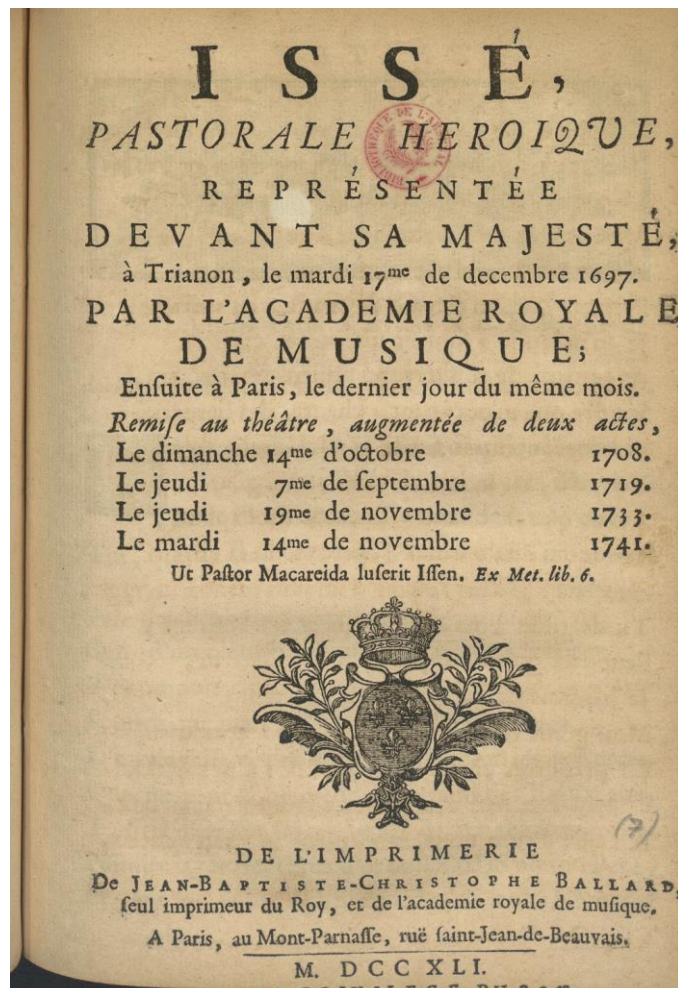 ISSÉ,
PASTORALE HEROIQUE,
REPRÉSENTÉE
DEVANT SA MAJESTÉ,
à Trianon, le mardi 17me de decembre 1697.
PAR L'ACADEMIE ROYALE
DE MUSIQUE;
Enſuite à Paris, le dernier jour du même mois.
Remiſe au théâtre, augmentée de deux actes,
Le dimanche 14me d'octobre 1708.
Le jeudi 7me de ſeptembre 1719.
Le jeudi 19me de novembre 1733.
Le mardi 14me de novembre 1741.
Ut Paſtor Macareida luſerit Iſſen. Ex Met. lib. 6.
(7)
DE L'IMPRIMERIE
De JEAN-BAPTISTE-CHRISTOPHE BALLARD,
ſeul imprimeur du Roy, et de l'academie royale de muſique.
A Paris, au Mont-Parnaſſe, ruë ſaint-Jean-de-Beauvais.
M. DCC XLI.